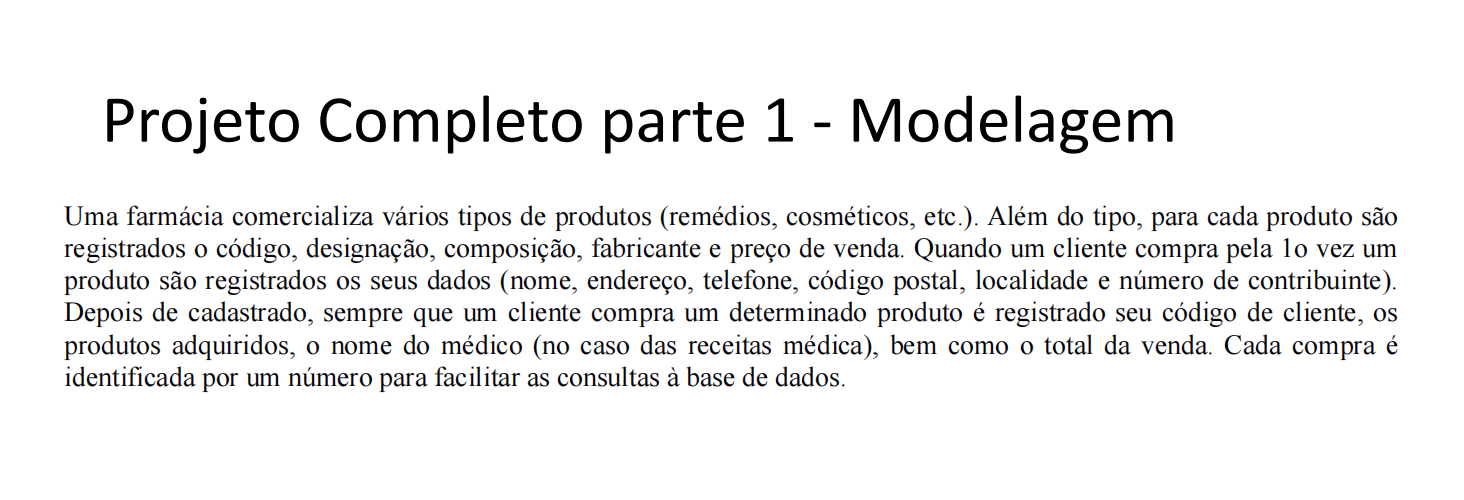 Projeto Completo parte 1 - Modelagem
Uma farmácia comercializa vários tipos de produtos (remédios, cosméticos, etc.). Além do tipo, para cada produto são
registrados o código, designação, composição, fabricante e preço de venda. Quando um cliente compra pela 1o vez um
produto são registrados os seus dados (nome, endereço, telefone, código postal, localidade e número de contribuinte).
Depois de cadastrado, sempre que um cliente compra um determinado produto é registrado seu código de cliente, os
produtos adquiridos, o nome do médico (no caso das receitas médica), bem como o total da venda. Cada compra é
identificada por um número para facilitar as consultas à base de dados.